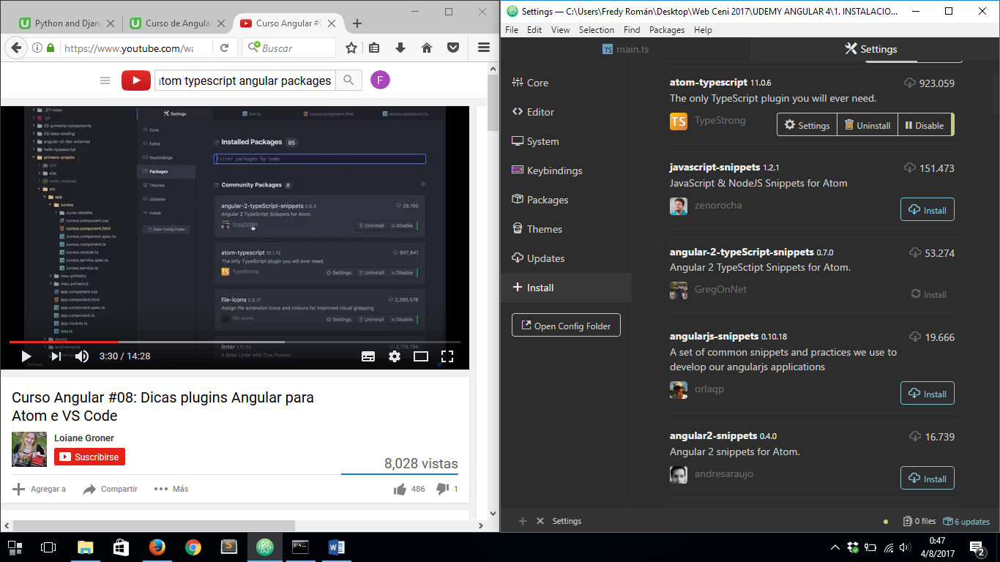 Python and Djan
Curso de Angula
Curso Angular #0
https://www.youtube.com/wa
Buscar
atom typescript angular packages
F
_07-rotas
.git
02-primeiro-components
03-data-binding
angular-cli-libs-externas
hello-typyscript
primeiro-projeto
e2e
node_modules
src
app
cursos
curso-detalhe
cursos.component.css
cursos.component.html
cursos.component.spec.ts
cursos.component.ts
cursos.module.ts
cursos.service.spec.ts
cursos.service.ts
meu-primeiro
meu-primeiro2
app.component.css
app.component.html
app.component.spec.ts
app.component.ts
app.module.ts
test.ts
assets
environments
Settings
test.ts
cursos.component.html
alunos.component.ts
Core
Editor
Keybindings
Packages
Themes
Updates
Install
Open Config Folder
Installed Packages 85
Filter packages by name
Community Packages 8
angular-2-typeScript-snippets 0.6.3
29,150
Angular 2 TypeSctipt Snippets for Atom.
GregOnNet
Uninstall
Disable
atom-typescript 10.1.15
697,841
The only TypeScript plugin you will ever need.
TS TypeStrong
Settings
Uninstall
Disable
file-icons 2.0.17
2,395,578
Assign file extension icons and colours for improved visual grepping
file-icons
Settings
Uninstall
Disable
linter 1.11.23
2,719,794
A Base Linter with Cow Powers
Settings
3:30 / 14:28
Curso Angular #08: Dicas plugins Angular para
Atom e VS Code
Loiane Groner
Suscribirse
8,028 vistas
Agregar a
Compartir
Más
486
1
Settings — C:\Users\Fredy Román\Desktop\Web Ceni 2017\UDEMY ANGULAR 4\1. INSTALACIO...
File Edit View Selection Find Packages Help
TS main.ts
Settings
Core
Editor
System
Keybindings
Packages
Themes
Updates
Install
Open Config Folder
atom-typescript 11.0.6
923.059
The only TypeScript plugin you will ever need.
TS TypeStrong
Settings
Uninstall
Disable
javascript-snippets 1.2.1
151.473
JavaScript & NodeJS Snippets for Atom
zenorocha
Install
angular-2-typeScript-snippets 0.7.0
53.274
Angular 2 TypeSctipt Snippets for Atom.
GregOnNet
Install
angularjs-snippets 0.10.18
19.666
A set of common snippets and practices we use to
develop our angularjs applications
orlaqp
Install
angular2-snippets 0.4.0
16.739
Angular 2 snippets for Atom.
andresaraujo
Install
Settings
0 files
6 updates
0:47
4/8/2017
2